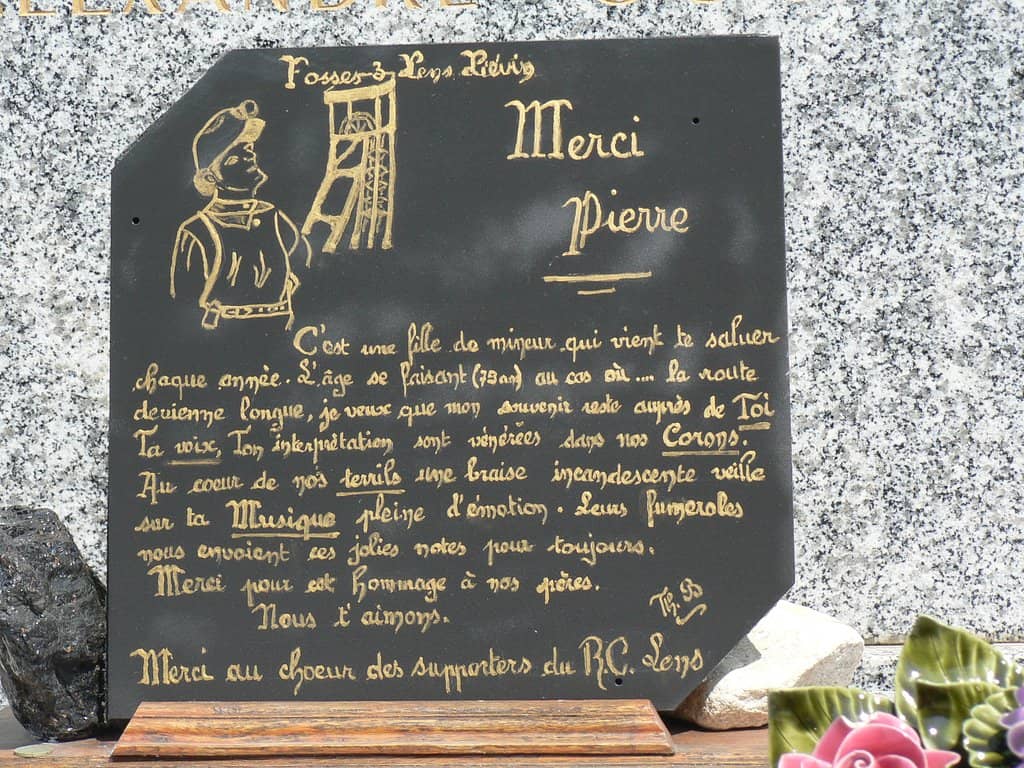 ALEXANDRE
Fosses 3 Lens Liévin
Merci
Pierre
C'est une fille de mineur qui vient te saluer
chaque année. L'âge se faisant (79 an) au cas où .... la route
devienne longue, je veux que mon souvenir reste auprès de Toi
Ta voix, Ton interprétation sont vénérées dans nos Corons.
Au coeur de nos terrils une braise incandescente veille
sur ta Musique pleine d'émotion. Leurs fumeroles
nous envoient ces jolies notes pour toujours.
Merci pour cet hommage à nos pères.
Nous t'aimons.
Th. B
Merci au choeur des supporters du R.C. Lens